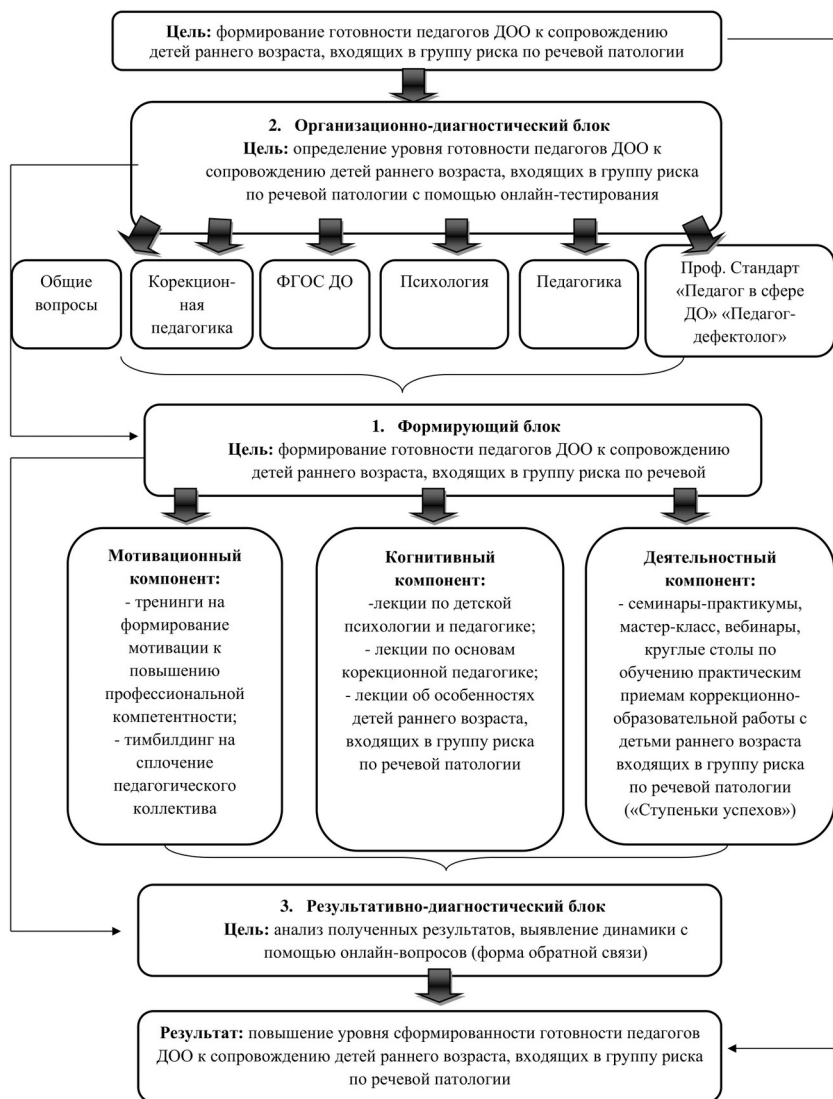 Цель: формирование готовности педагогов ДОО к сопровождению
детей раннего возраста, входящих в группу риска по речевой патологии
2. Организационно-диагностический блок
Цель: определение уровня готовности педагогов ДОО к
сопровождению детей раннего возраста, входящих в группу риска
по речевой патологии с помощью онлайн-тестирования
Общие
вопросы
Корекцион-
ная
педагогика
ФГОС ДО
Психология
Педагогика
Проф. Стандарт
«Педагог в сфере
ДО» «Педагог-
дефектолог»
1. Формирующий блок
Цель: формирование готовности педагогов ДОО к сопровождению
детей раннего возраста, входящих в группу риска по речевой
Мотивационный
компонент:
- тренинги на
формирование
мотивации к
повышению
профессиональной
компетентности;
- тимбилдинг на
сплочение
педагогического
коллектива
Когнитивный
компонент:
-лекции по детской
психологии и педагогике;
- лекции по основам
корекционной педагогике;
- лекции об особенностях
детей раннего возраста,
входящих в группу риска
по речевой патологии
Деятельностный
компонент:
- семинары-практикумы,
мастер-класс, вебинары,
круглые столы по
обучению практическим
приемам коррекционно-
образовательной работы с
детьми раннего возраста
входящих в группу риска
по речевой патологии
(«Ступеньки успехов»)
3. Результативно-диагностический блок
Цель: анализ полученных результатов, выявление динамики с
помощью онлайн-вопросов (форма обратной связи)
Результат: повышение уровня сформированности готовности педагогов
ДОО к сопровождению детей раннего возраста, входящих в группу риска
по речевой патологии